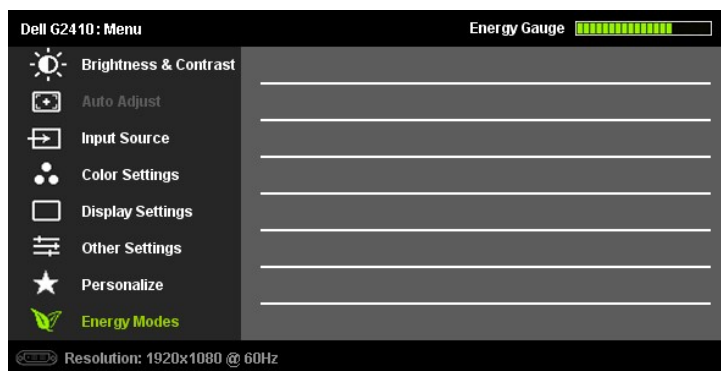 Dell G2410 : Menu Energy Gauge
Brightness & Contrast
Auto Adjust
Input Source
Color Settings
Display Settings
Other Settings
Personalize
Energy Modes
Resolution: 1920x1080 @ 60Hz